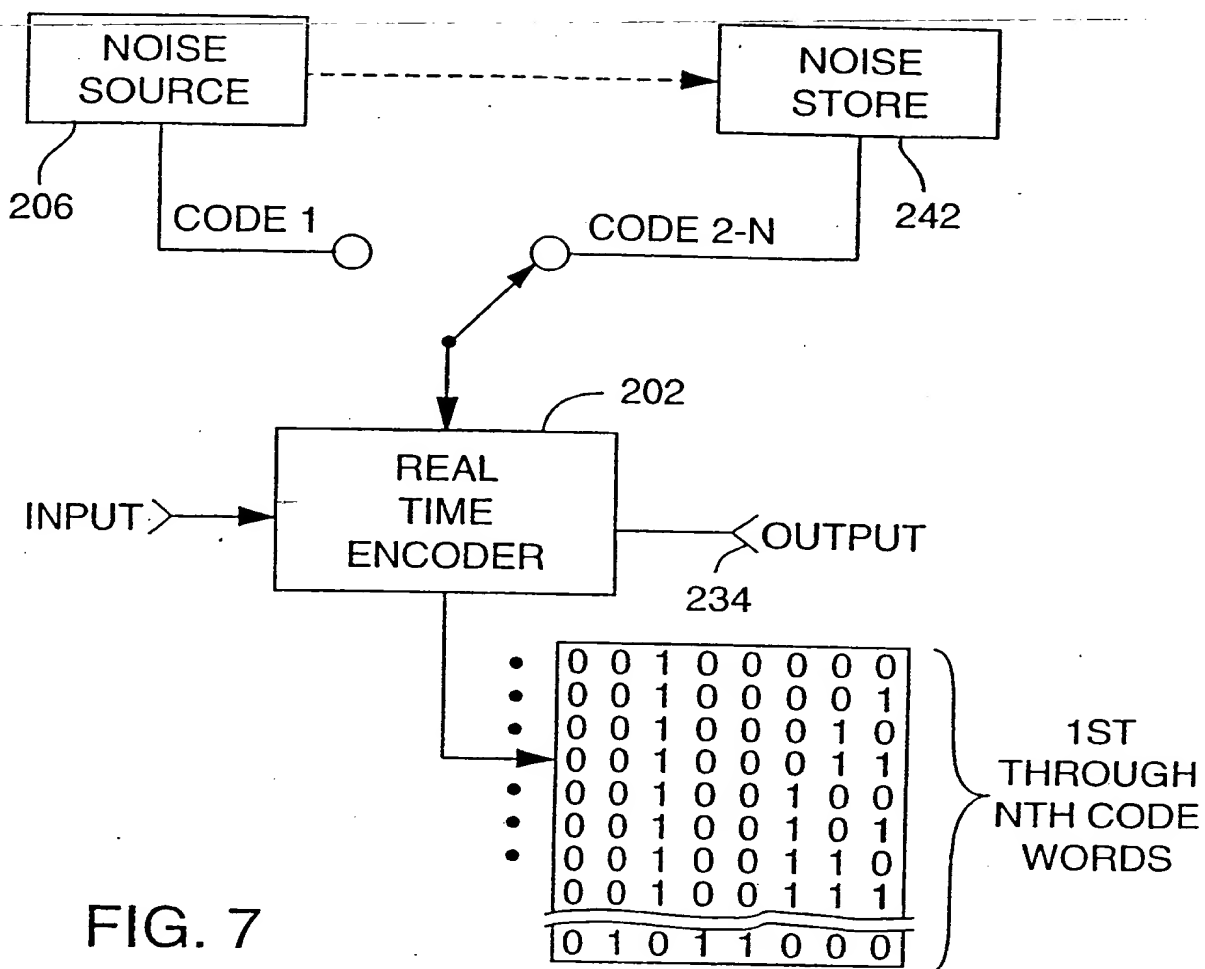 NOISE
SOURCE
NOISE
STORE
206
242
CODE 1
CODE 2-N
202
REAL
TIME
ENCODER
INPUT
OUTPUT
234
0 0 1 0 0 0 0 0
0 0 1 0 0 0 0 1
0 0 1 0 0 0 1 0
0 0 1 0 0 0 1 1
0 0 1 0 0 1 0 0
0 0 1 0 0 1 0 1
0 0 1 0 0 1 1 0
0 0 1 0 0 1 1 1
0 1 0 1 1 0 0 0
1ST
THROUGH
NTH CODE
WORDS
FIG. 7